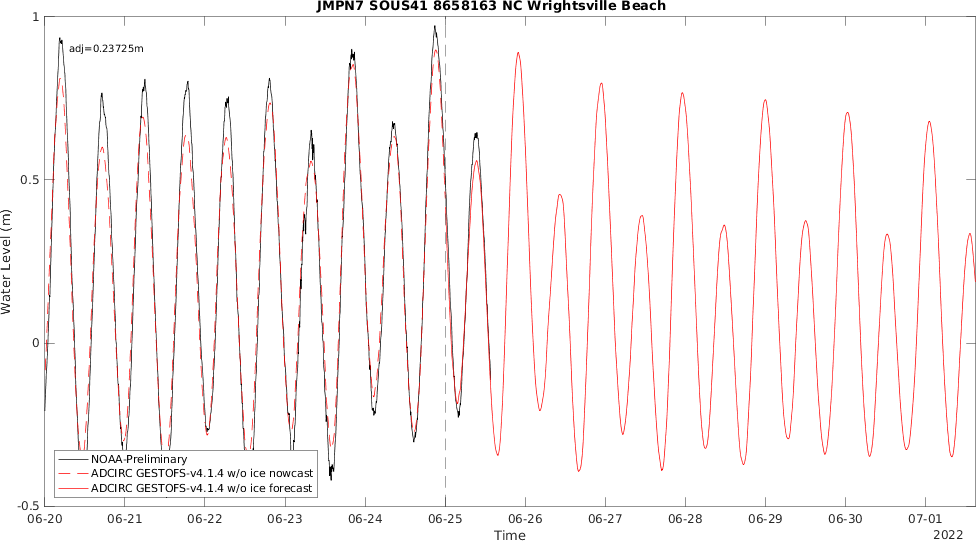 JMPN7 SOUS41 8658163 NC Wrightsville Beach
adj=0.23725m
1
0.5
0
-0.5
Water Level (m)
NOAA-Preliminary
ADCIRC GESTOFS-v4.1.4 w/o ice nowcast
ADCIRC GESTOFS-v4.1.4 w/o ice forecast
06-20 06-21 06-22 06-23 06-24 06-25 06-26 06-27 06-28 06-29 06-30 07-01
Time
2022